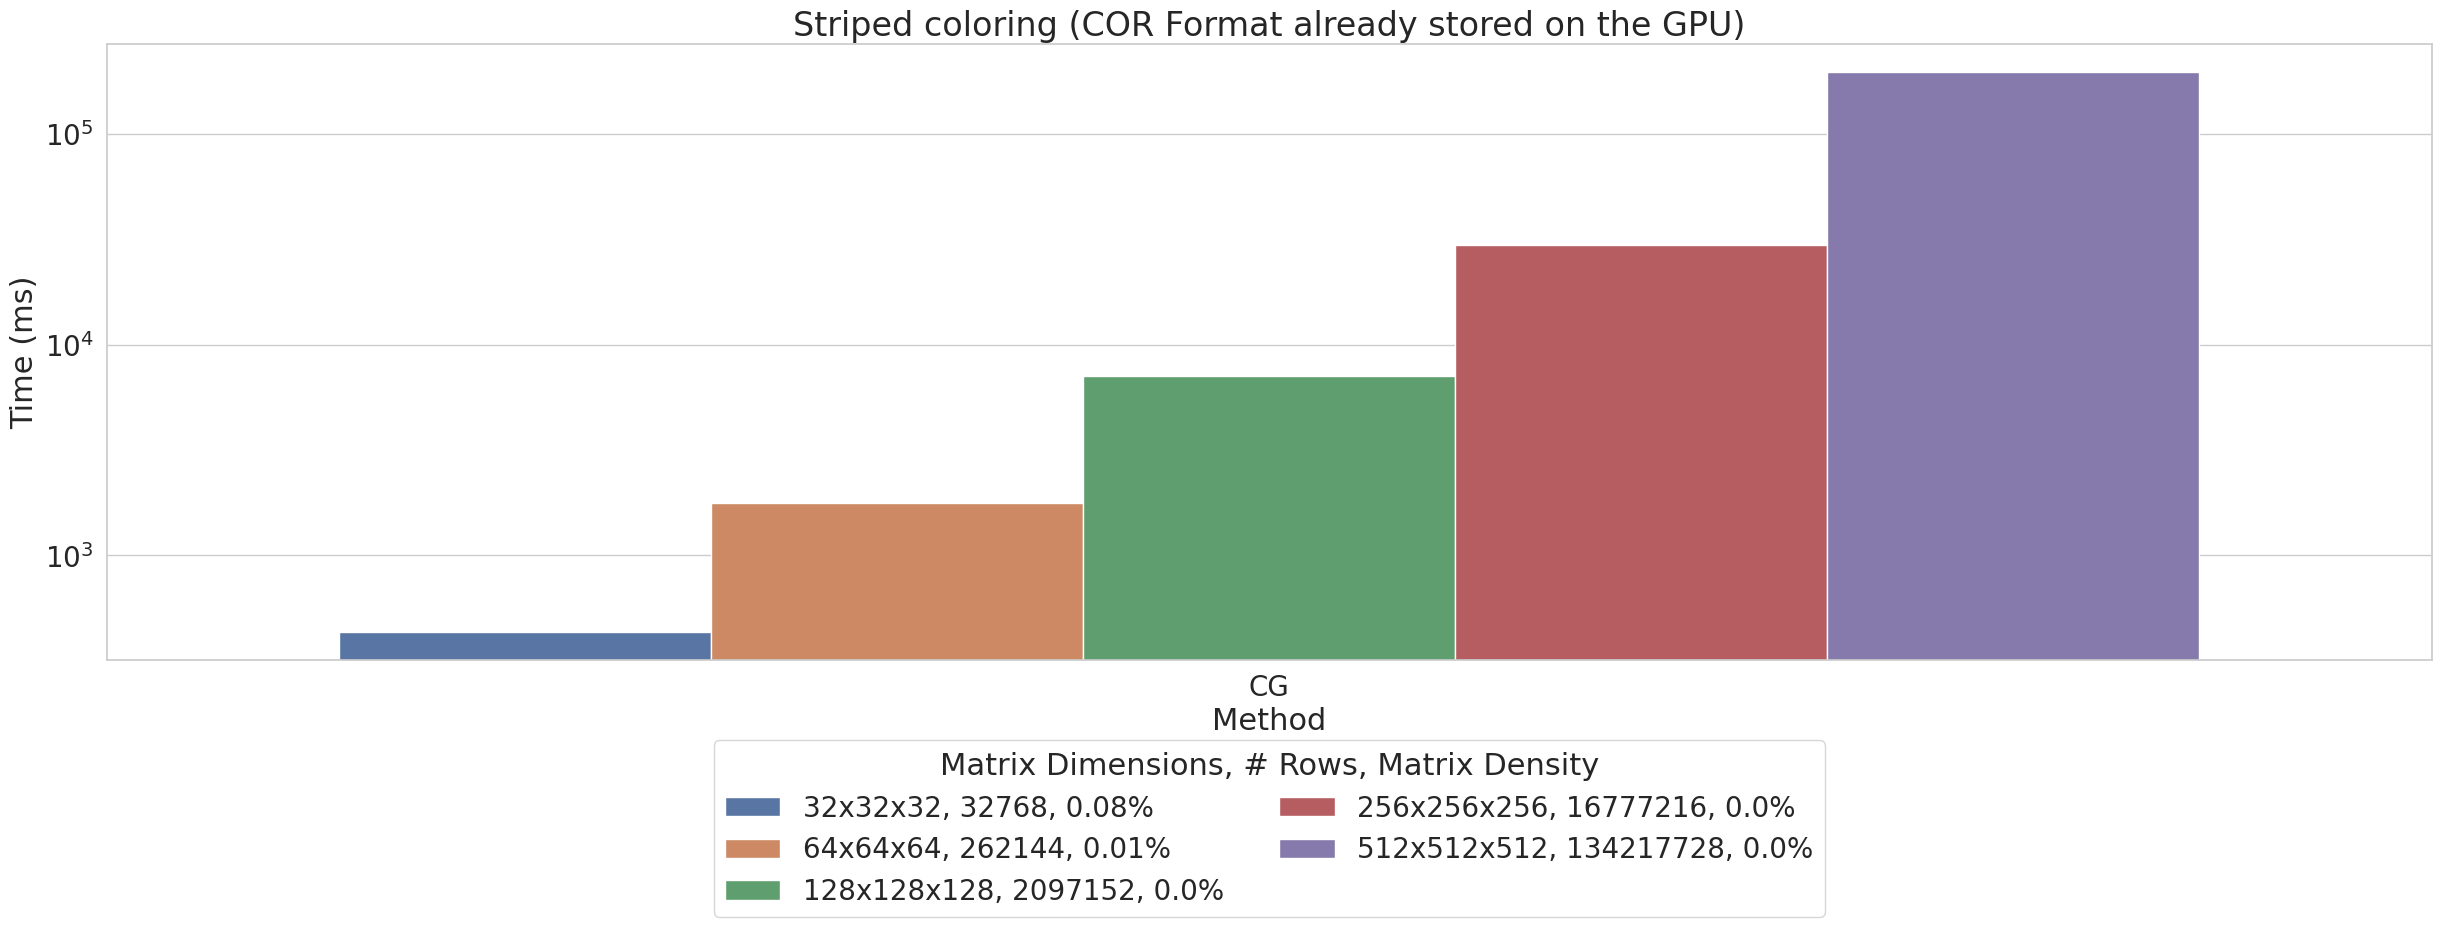 Striped coloring (COR Format already stored on the GPU)
Time (ms)
10^5
10^4
10^3
CG
Method
Matrix Dimensions, # Rows, Matrix Density
32x32x32, 32768, 0.08%
64x64x64, 262144, 0.01%
128x128x128, 2097152, 0.0%
256x256x256, 16777216, 0.0%
512x512x512, 134217728, 0.0%